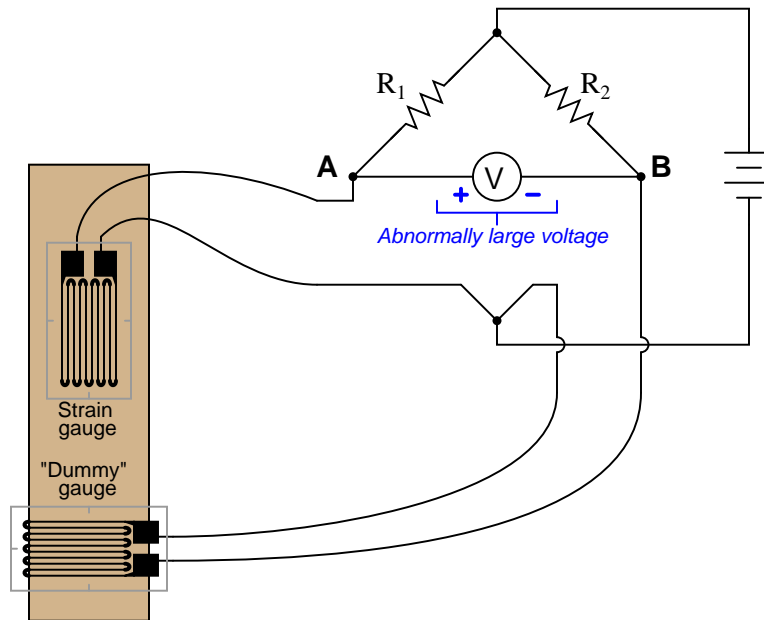 R1
R2
A
B
V
+ −
Abnormally large voltage
Strain
gauge
"Dummy"
gauge